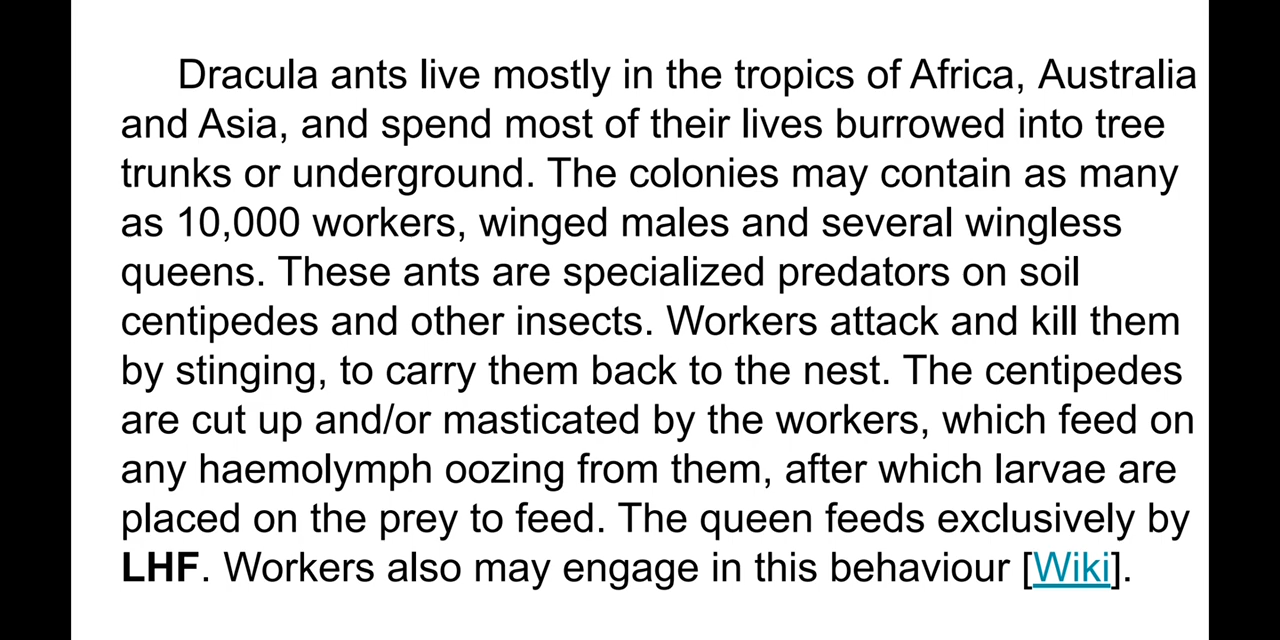 Dracula ants live mostly in the tropics of Africa, Australia
and Asia, and spend most of their lives burrowed into tree
trunks or underground. The colonies may contain as many
as 10,000 workers, winged males and several wingless
queens. These ants are specialized predators on soil
centipedes and other insects. Workers attack and kill them
by stinging, to carry them back to the nest. The centipedes
are cut up and/or masticated by the workers, which feed on
any haemolymph oozing from them, after which larvae are
placed on the prey to feed. The queen feeds exclusively by
LHF. Workers also may engage in this behaviour [Wiki].